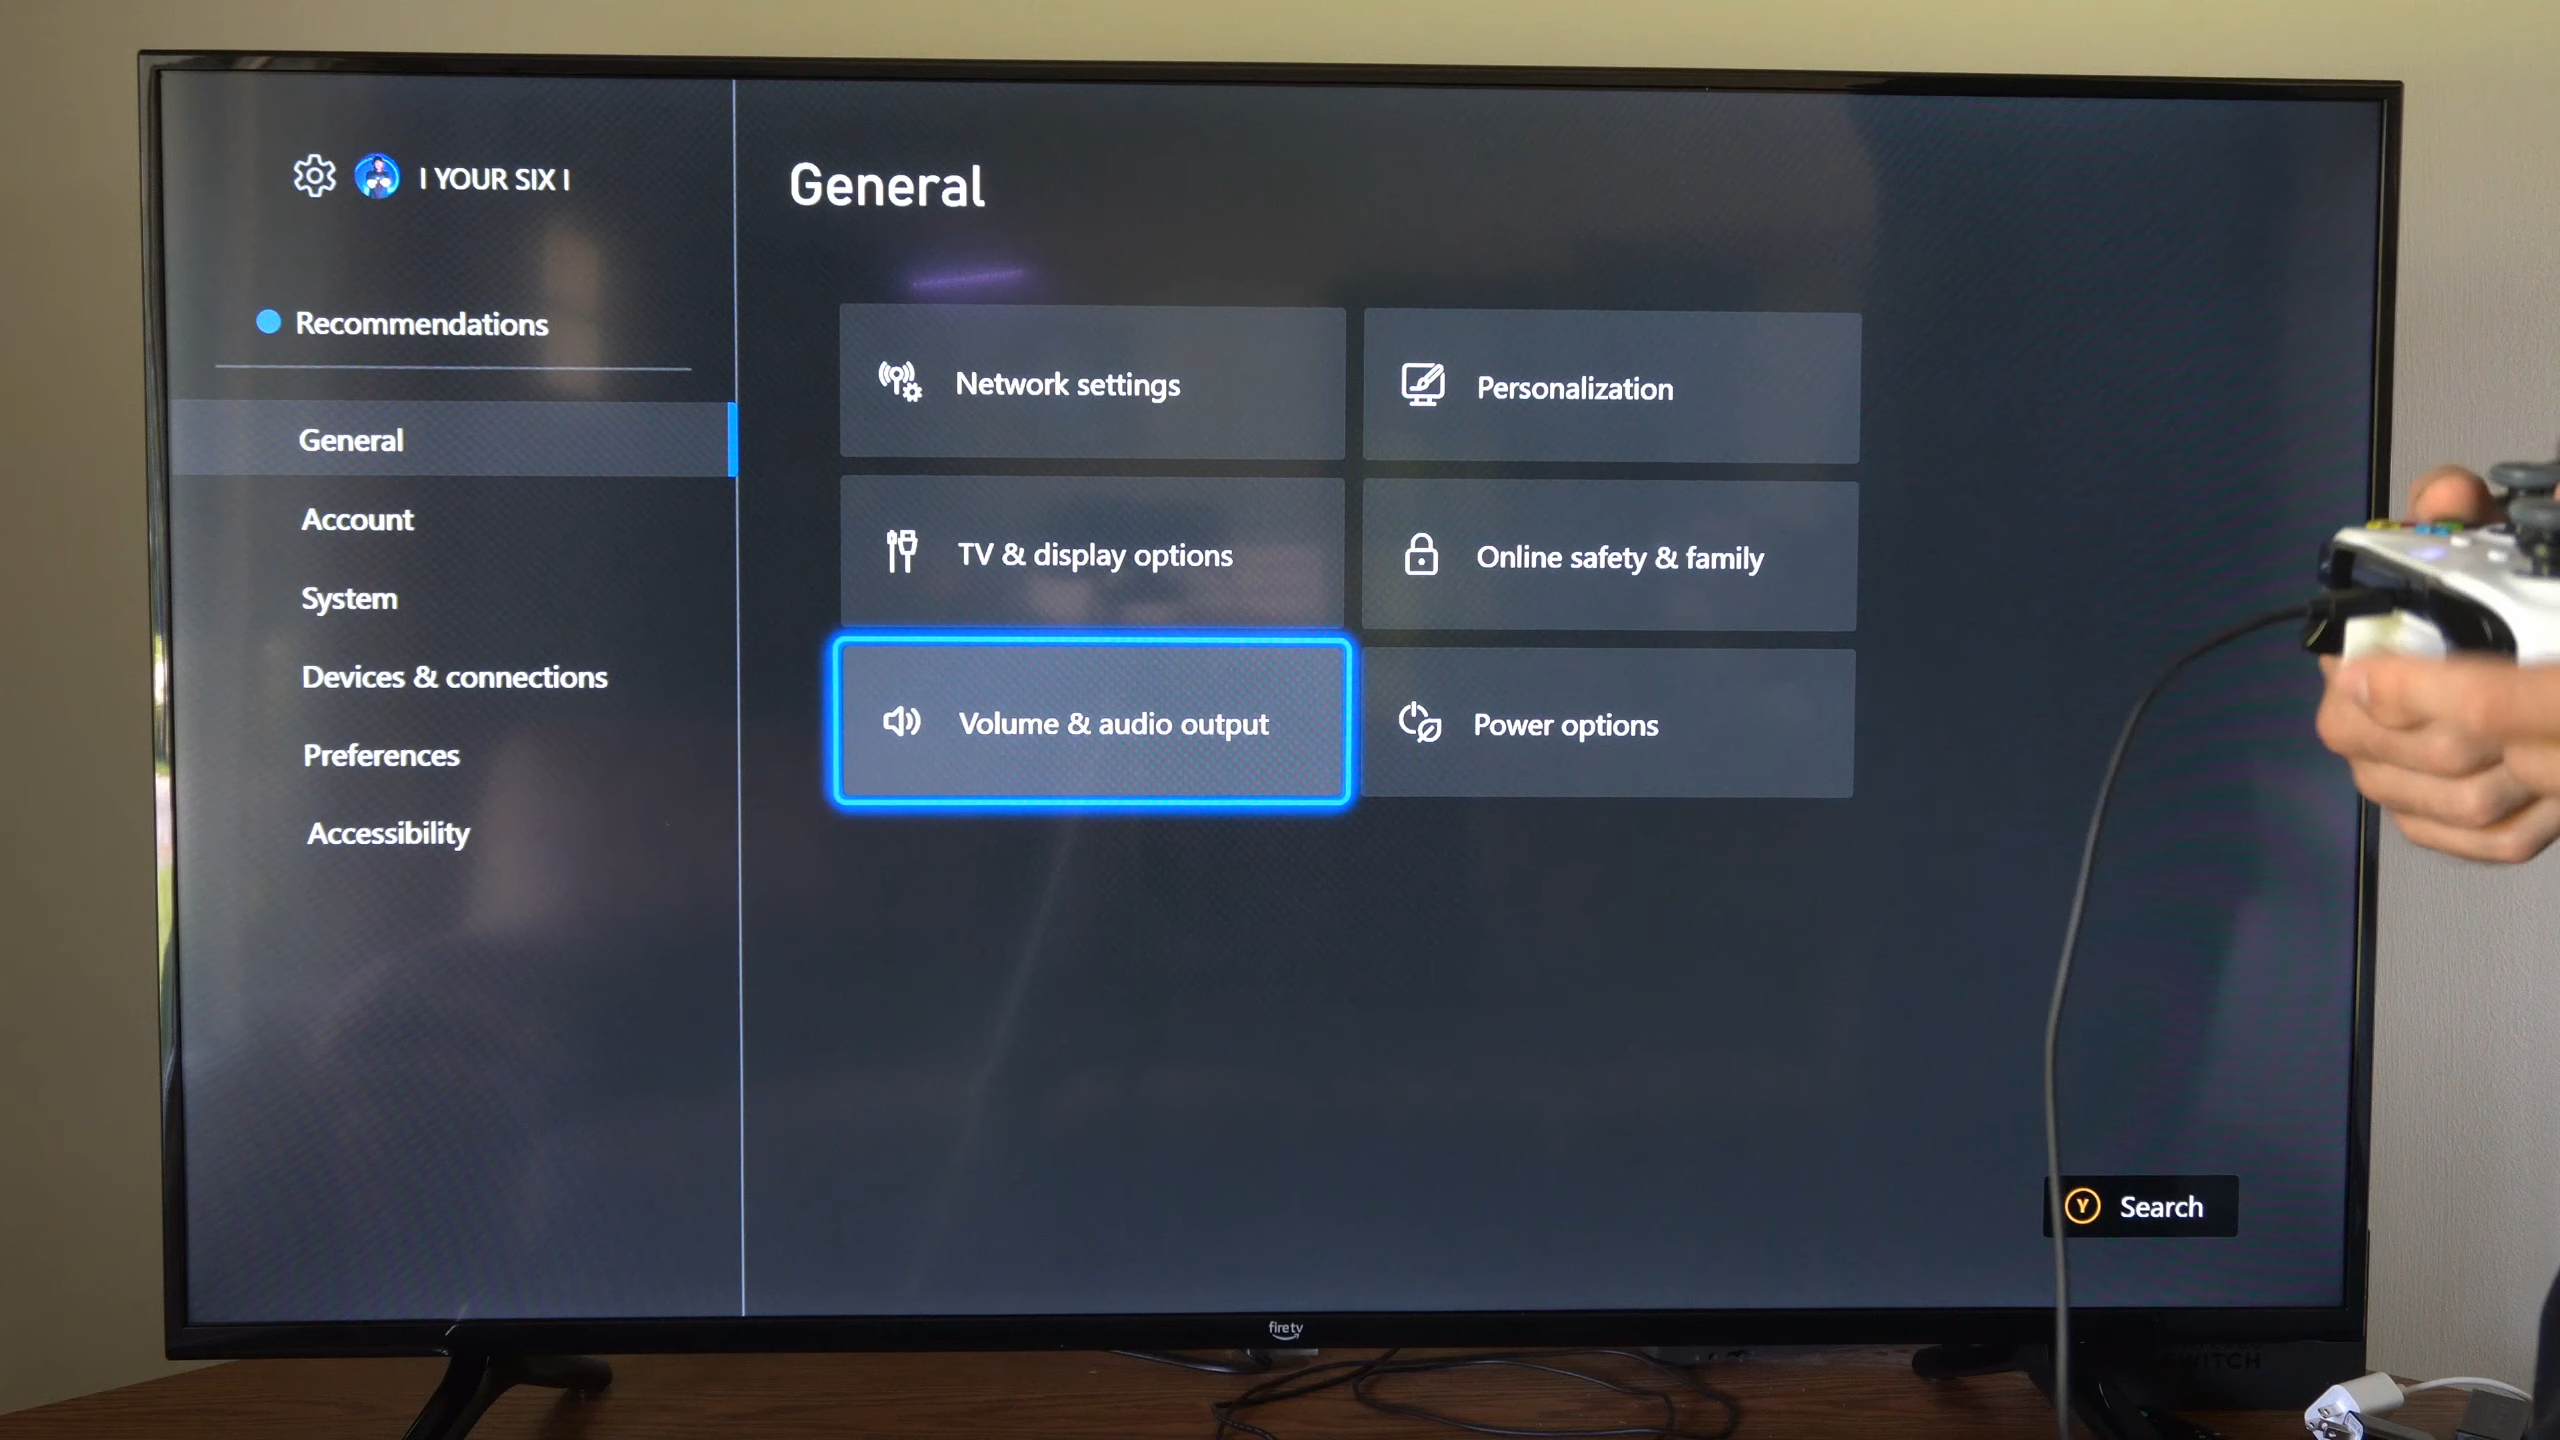 I YOUR SIX I
Recommendations
General
Account
System
Devices & connections
Preferences
Accessibility
General
Network settings
Personalization
TV & display options
Online safety & family
Volume & audio output
Power options
Y Search
firetv
WITCH